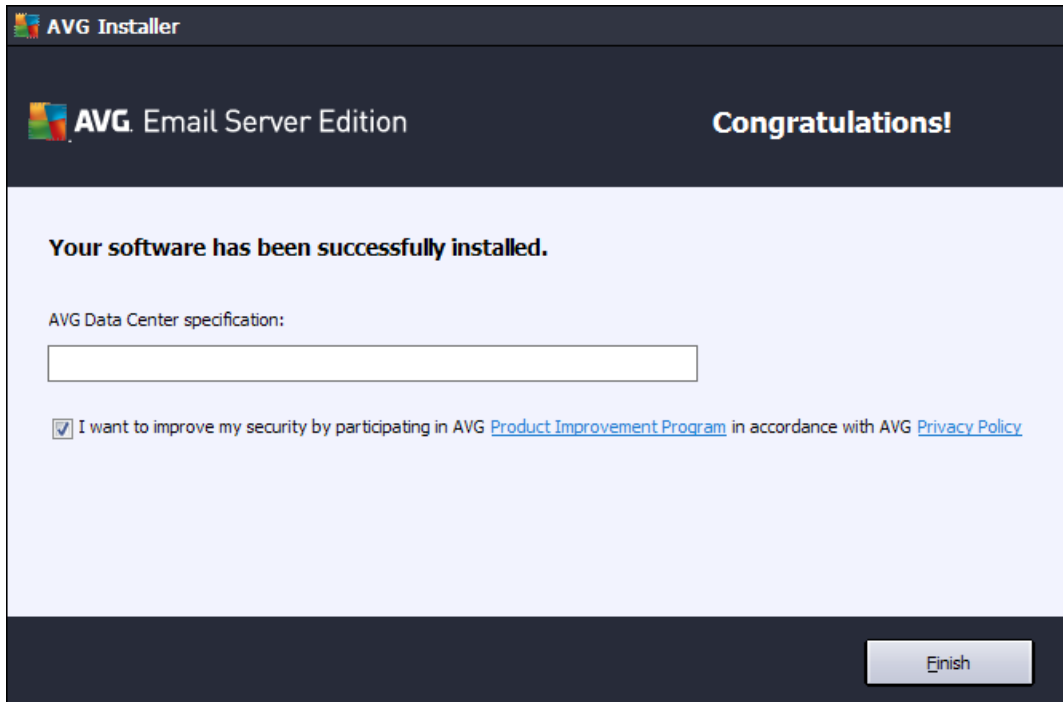 AVG Installer
AVG. Email Server Edition
Congratulations!
Your software has been successfully installed.
AVG Data Center specification:
I want to improve my security by participating in AVG Product Improvement Program in accordance with AVG Privacy Policy
Finish